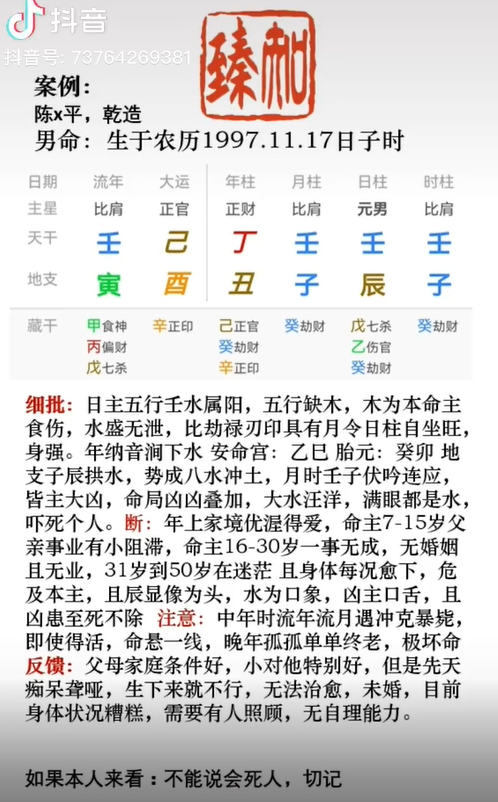 抖音
抖音号: 73764269381
臻和
案例：
陈x平，乾造
男命：生于农历1997.11.17日子时
日期 流年 大运 年柱 月柱 日柱 时柱
主星 比肩 正官 正财 比肩 元男 比肩
天干 壬 己 丁 壬 壬 壬
地支 寅 酉 丑 子 辰 子
藏干 甲食神 辛正印 己正官 癸劫财 戊七杀 癸劫财
丙偏财 癸劫财 乙伤官
戊七杀 辛正印 癸劫财
细批：日主五行壬水属阳，五行缺木，木为本命主
食伤，水盛无泄，比劫禄刃印具有月令日柱自坐旺，
身强。年纳音涧下水 安命宫：乙巳 胎元：癸卯 地
支子辰拱水，势成八水冲土，月时壬子伏吟连应，
皆主大凶，命局凶凶叠加，大水汪洋，满眼都是水，
吓死个人。断：年上家境优渥得爱，命主7-15岁父
亲事业有小阻滞，命主16-30岁一事无成，无婚姻
且无业，31岁到50岁在迷茫 且身体每况愈下，危
及本主，且辰显像为头，水为口象，凶主口舌，且
凶患至死不除 注意：中年时流年流月遇冲克暴毙，
即使得活，命悬一线，晚年孤孤单单终老，极坏命
反馈：父母家庭条件好，小对他特别好，但是先天
痴呆聋哑，生下来就不行，无法治愈，未婚，目前
身体状况糟糕，需要有人照顾，无自理能力。
如果本人来看：不能说会死人，切记